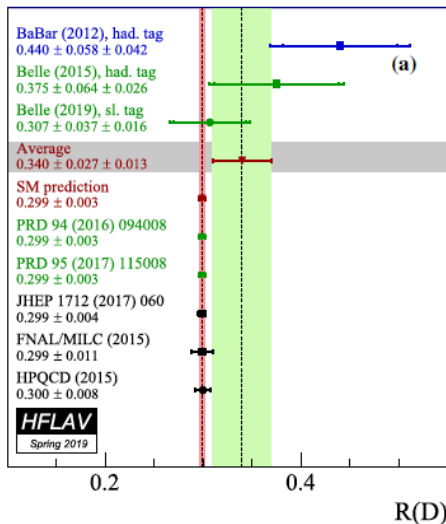 BaBar (2012), had. tag
0.440 ± 0.058 ± 0.042
(a)
Belle (2015), had. tag
0.375 ± 0.064 ± 0.026
Belle (2019), sl. tag
0.307 ± 0.037 ± 0.016
Average
0.340 ± 0.027 ± 0.013
SM prediction
0.299 ± 0.003
PRD 94 (2016) 094008
0.299 ± 0.003
PRD 95 (2017) 115008
0.299 ± 0.003
JHEP 1712 (2017) 060
0.299 ± 0.004
FNAL/MILC (2015)
0.299 ± 0.011
HPQCD (2015)
0.300 ± 0.008
HFLAV
Spring 2019
0.2 0.4
R(D)